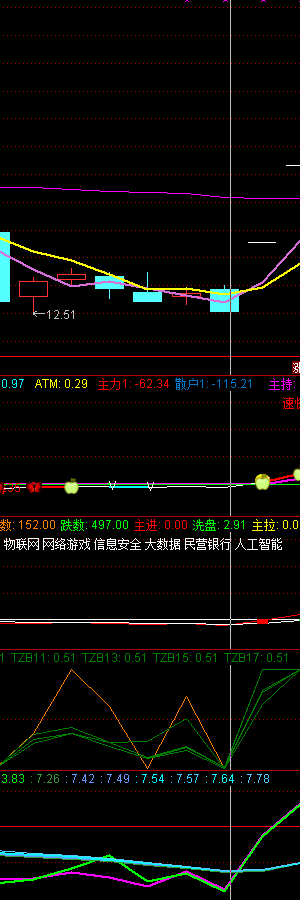 12.51
涨
0.97 ATM: 0.29 主力1: -62.34 散户1: -115.21 主持:
速快
数: 152.00 跌数: 497.00 主进: 0.00 洗盘: 2.91 主拉: 0.0
物联网 网络游戏 信息安全 大数据 民营银行 人工智能
1 TZB11: 0.51 TZB13: 0.51 TZB15: 0.51 TZB17: 0.51
3.83 : 7.26 : 7.42 : 7.49 : 7.54 : 7.57 : 7.64 : 7.78